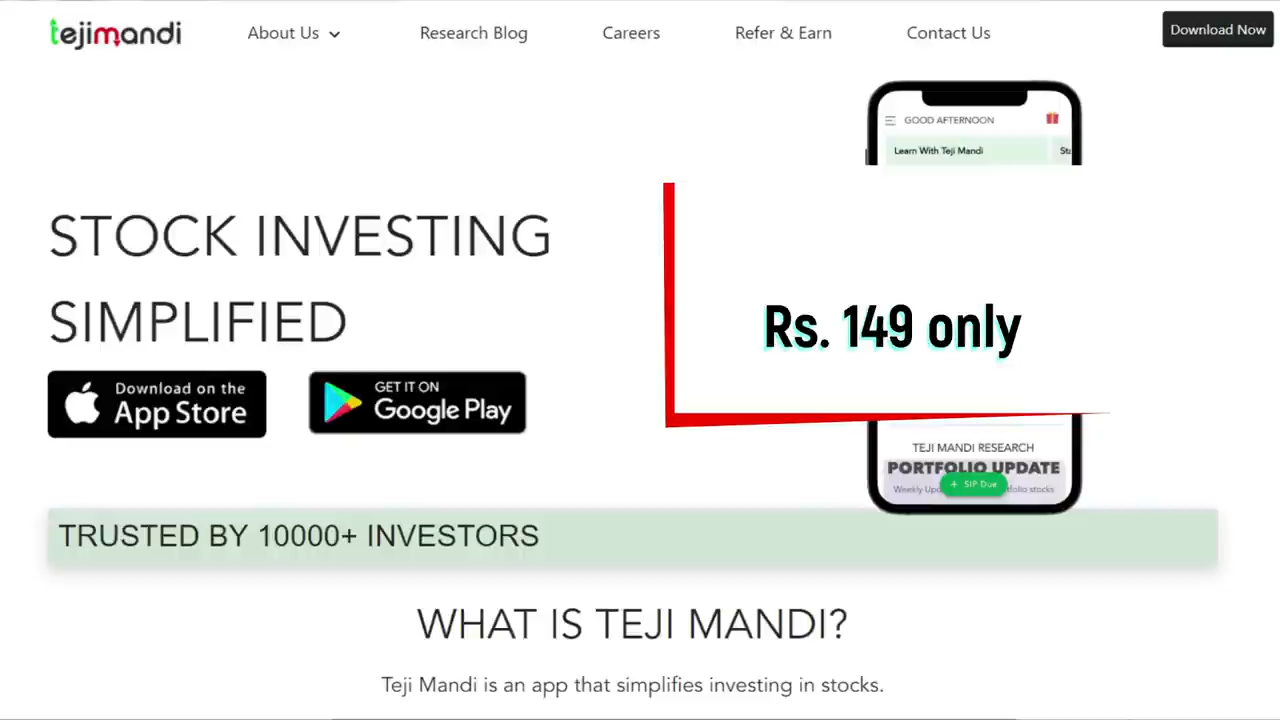 tejimandi
About Us
Research Blog
Careers
Refer & Earn
Contact Us
Download Now
GOOD AFTERNOON
Learn With Teji Mandi
STOCK INVESTING
SIMPLIFIED
Rs. 149 only
Download on the
App Store
GET IT ON
Google Play
TEJI MANDI RESEARCH
PORTFOLIO UPDATE
+ SIP Due
Weekly
stocks
TRUSTED BY 10000+ INVESTORS
WHAT IS TEJI MANDI?
Teji Mandi is an app that simplifies investing in stocks.